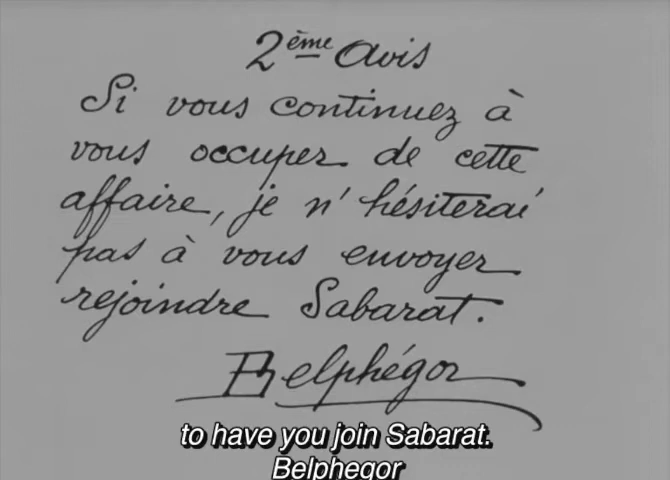 2ème Avis
Si vous continuez à
vous occuper de cette
affaire, je n'hésiterai
pas à vous envoyer
rejoindre Sabarat.
Belphégor
to have you join Sabarat.
Belphegor